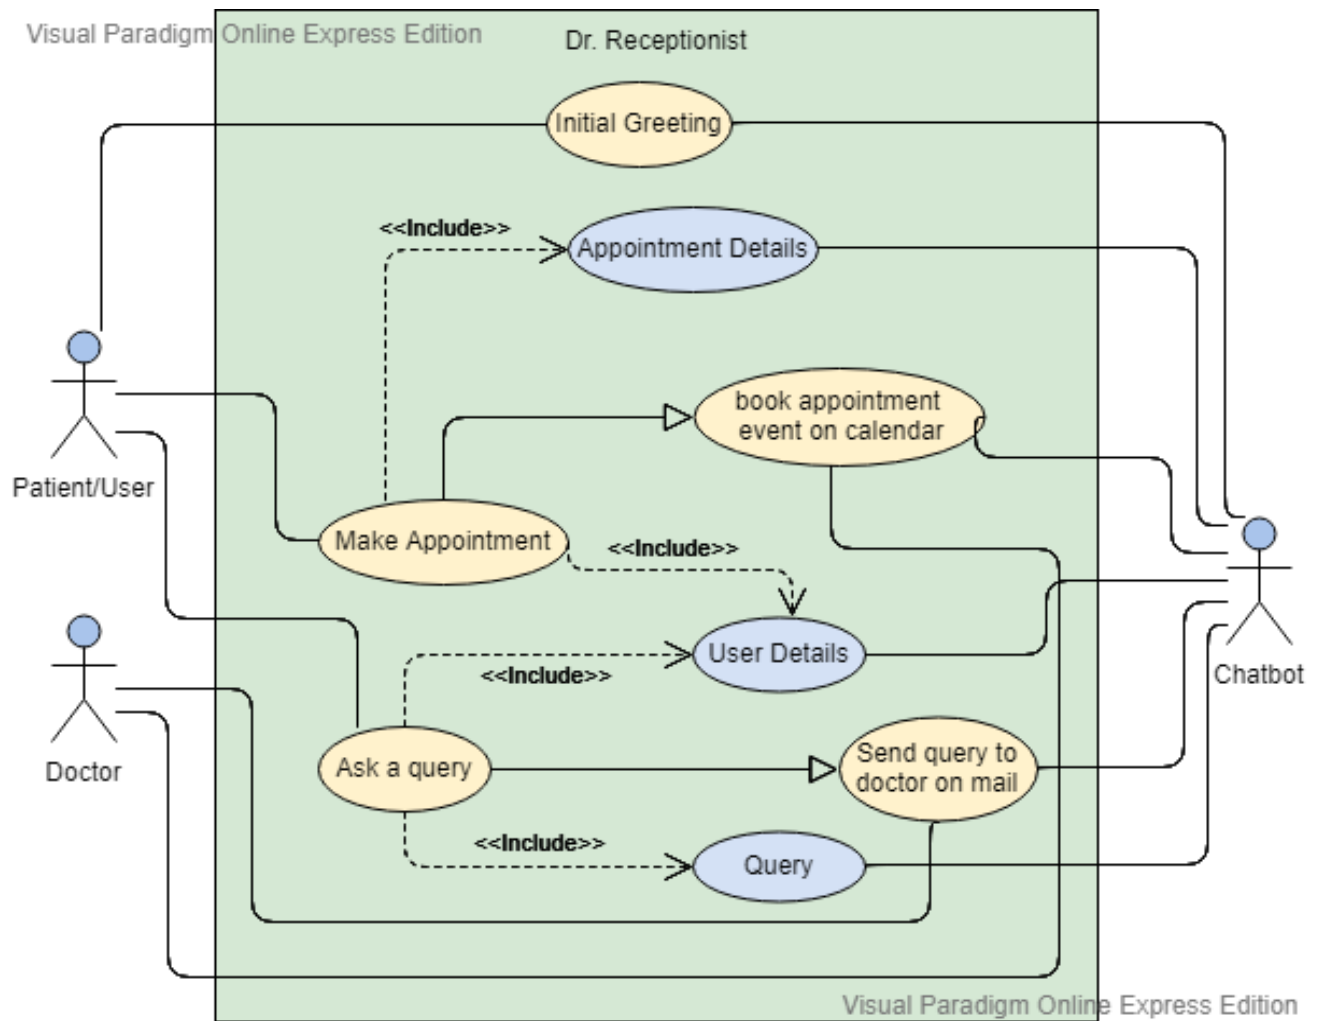 Visual Paradigm Online Express Edition
Dr. Receptionist
Initial Greeting
<<Include>>
Appointment Details
book appointment
event on calendar
Patient/User
Make Appointment
<<Include>>
User Details
<<Include>>
Chatbot
Doctor
Ask a query
Send query to
doctor on mail
<<Include>>
Query
Visual Paradigm Online Express Edition